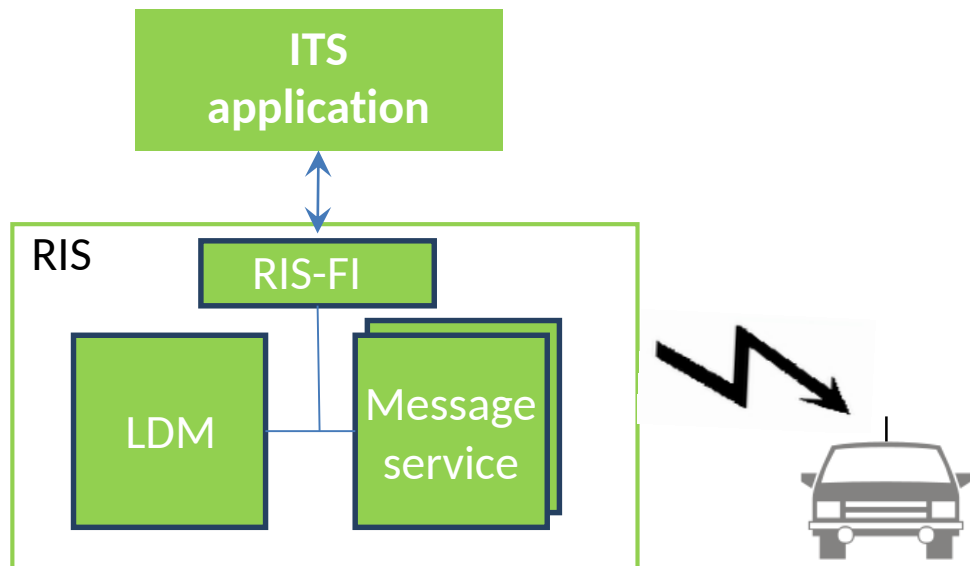 ITS
application
RIS
RIS-FI
LDM
Message
service